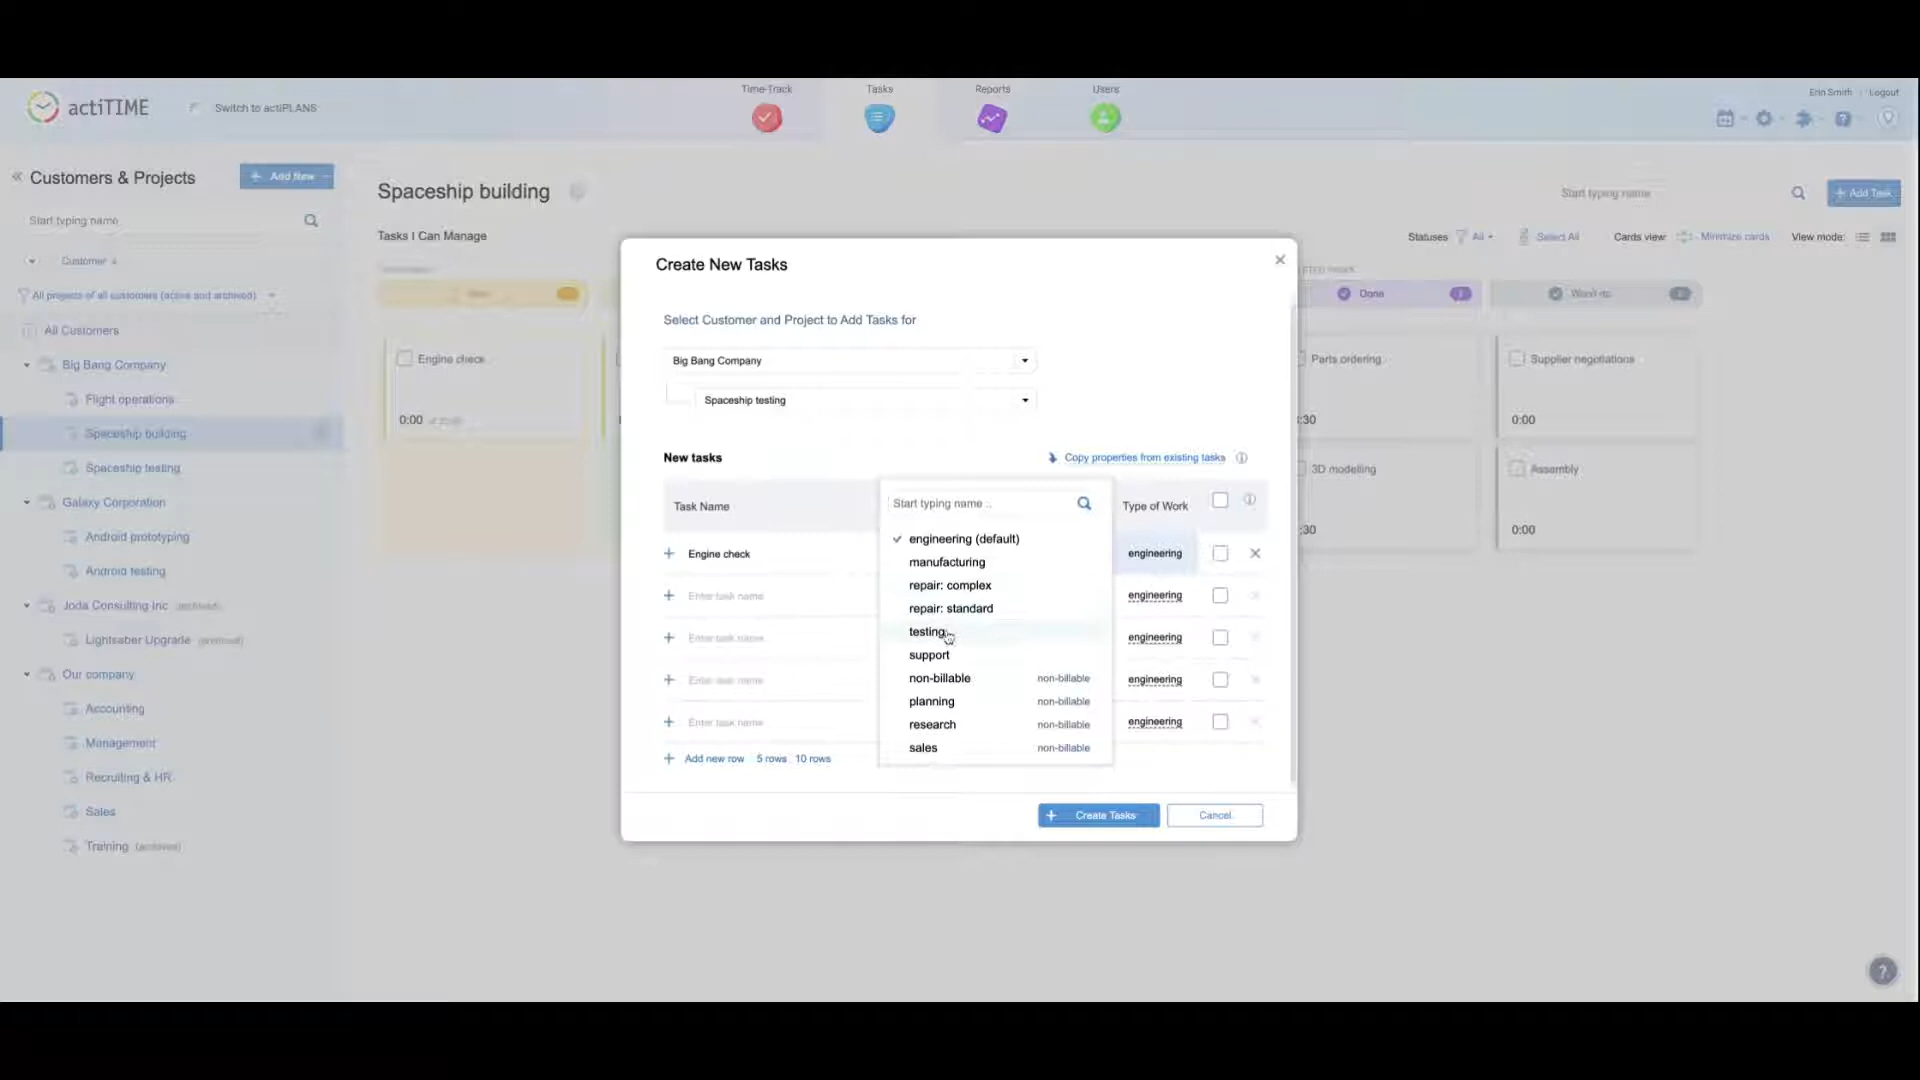 actiTIME
Switch to actiPLANS
Time-Track
Tasks
Reports
Users
Erin Smith
Logout
Customers & Projects
Add New
Start typing name
Customer
All projects of all customers (active and archived)
All Customers
Big Bang Company
Flight operations
Spaceship building
Spaceship testing
Galaxy Corporation
Android prototyping
Android testing
Joda Consulting Inc (archived)
Lightsaber Upgrade (archived)
Our company
Accounting
Management
Recruiting & HR
Sales
Training (archived)
Spaceship building
Start typing name
Add Task
Tasks I Can Manage
Statuses
All
Select All
Cards view:
Minimize cards
View mode:
Engine check
0:00
Done
Parts ordering
:30
3D modeling
:30
Supplier negotiations
0:00
Assembly
0:00
Create New Tasks
Select Customer and Project to Add Tasks for
Big Bang Company
Spaceship testing
New tasks
Copy properties from existing tasks
Task Name
Type of Work
Start typing name ..
engineering (default)
manufacturing
repair: complex
repair: standard
testing
support
non-billable non-billable
planning non-billable
research non-billable
sales non-billable
Engine check
engineering
Enter task name
engineering
Enter task name
engineering
Enter task name
engineering
Enter task name
engineering
Add new row 5 rows 10 rows
Create Tasks
Cancel
?